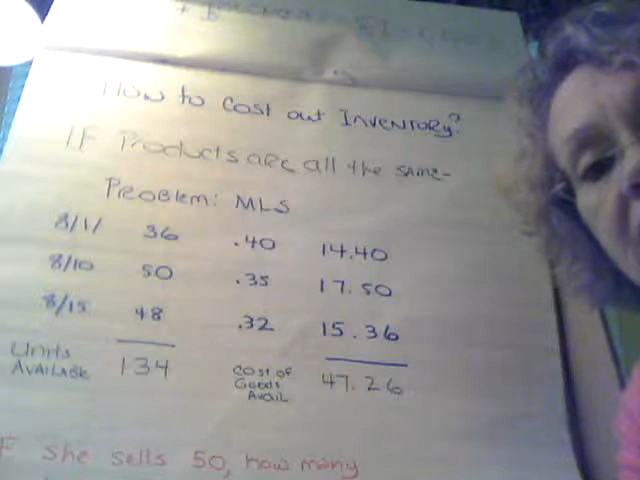 How to Cost out Inventory?
IF Products are all the same-
Problem: MLS
8/1/ 36 .40 14.40
8/10 50 .35 17.50
8/15 48 .32 15.36
Units Available 134 Cost of Goods Avail 47.26
F she sells 50, how many